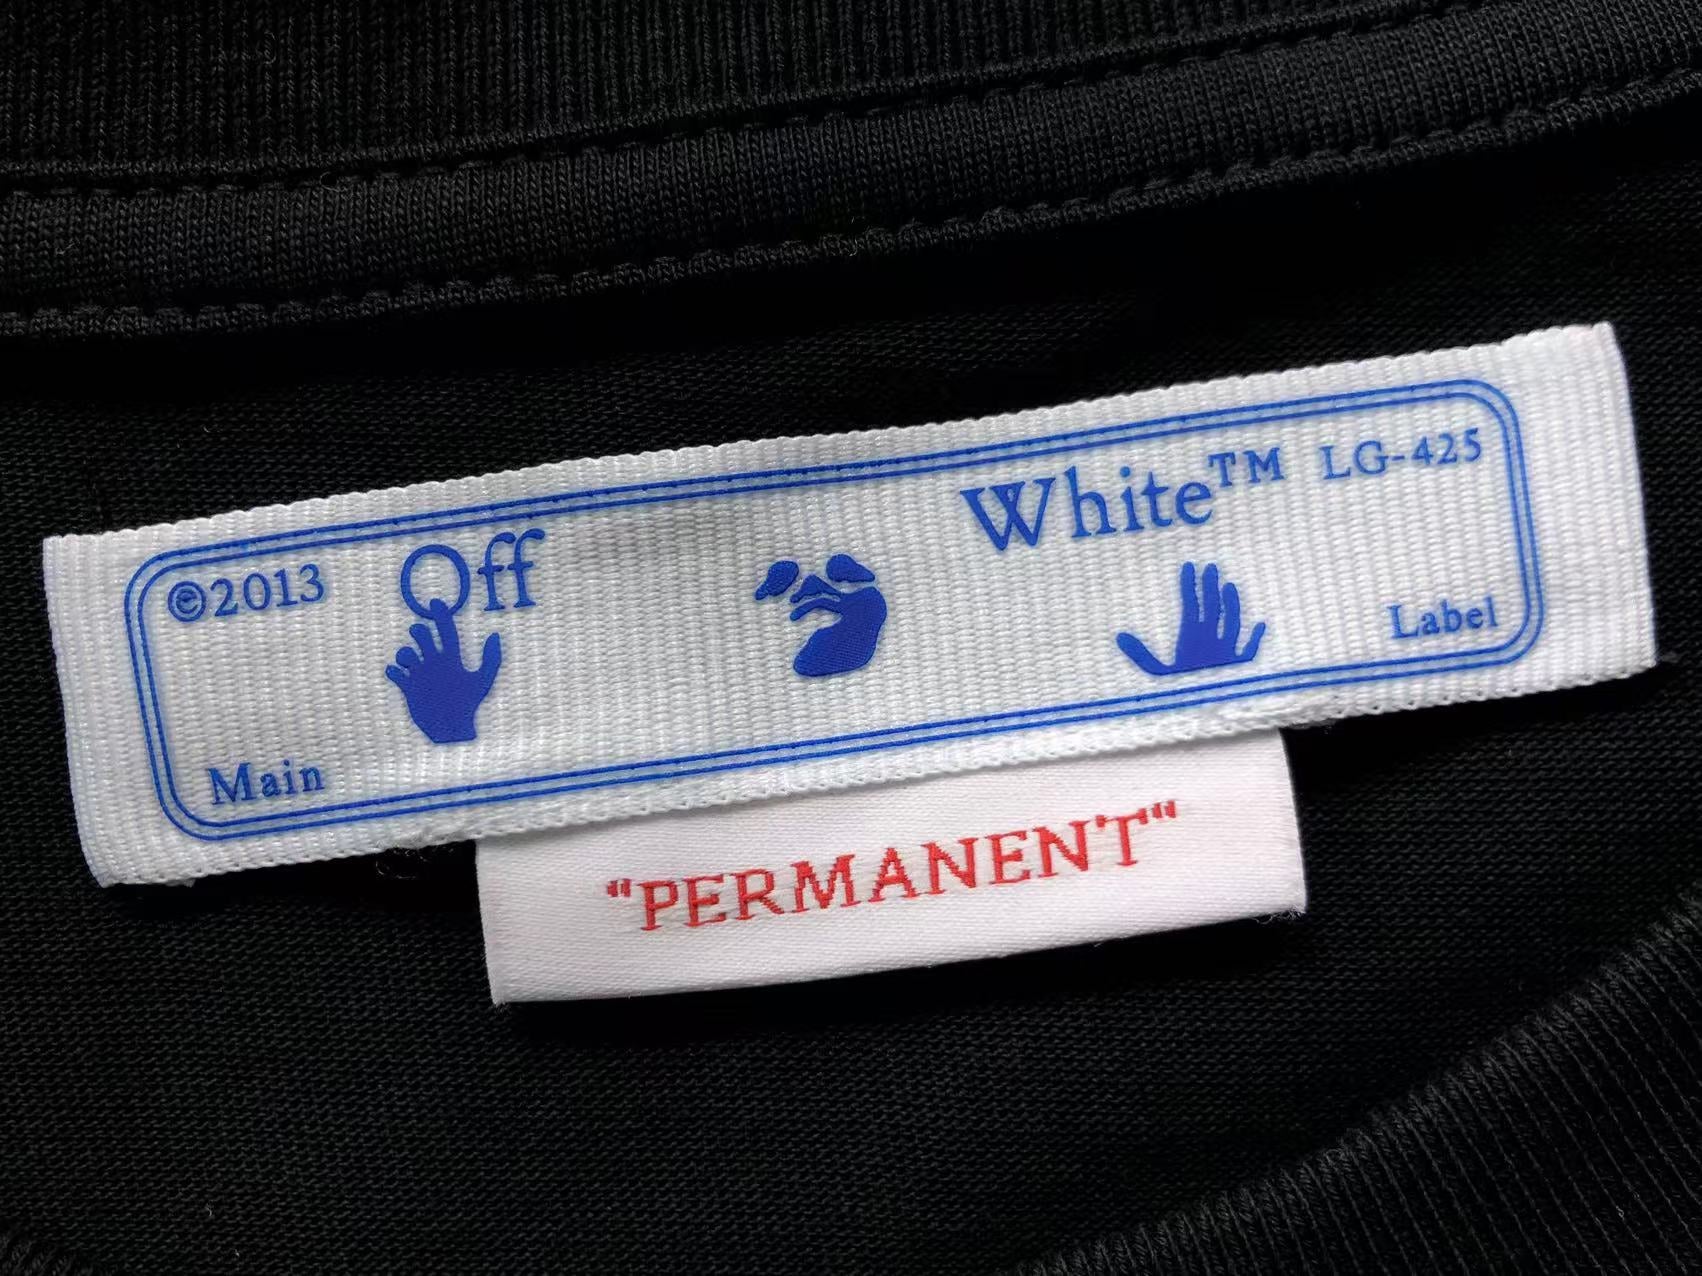 ©2013 Off White™ LG-425
Main Label
"PERMANENT"